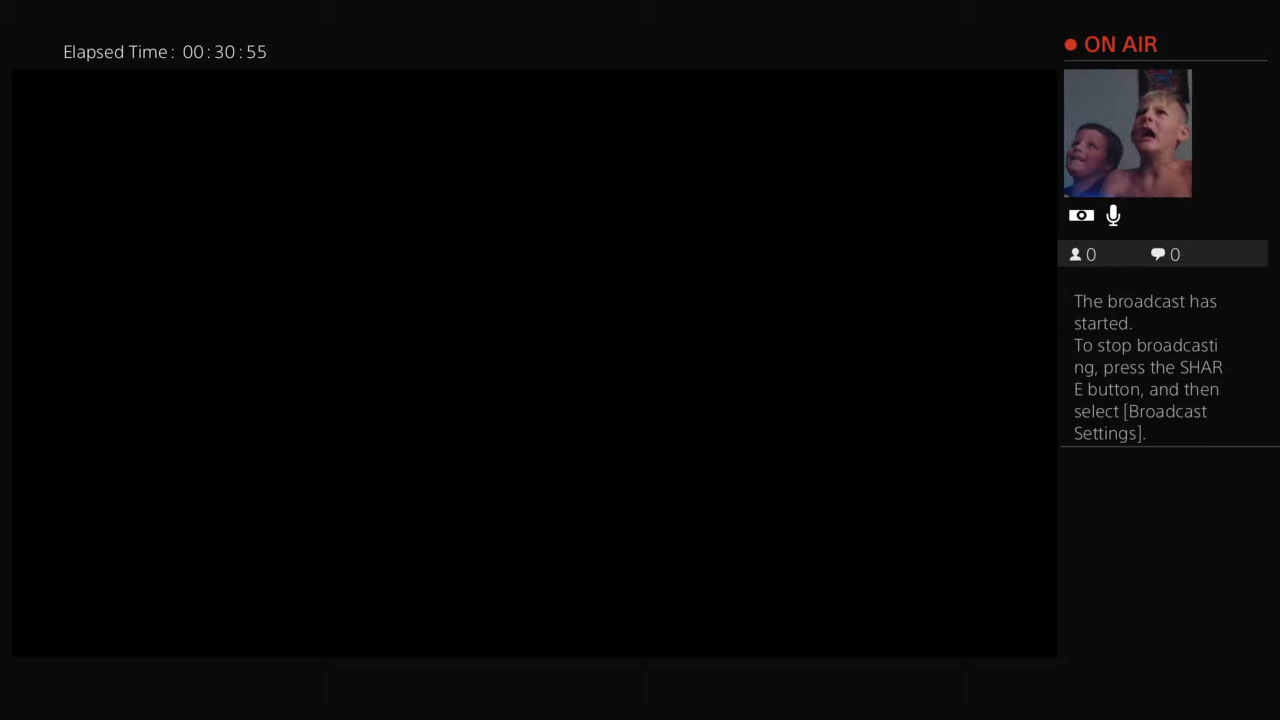 Elapsed Time: 00:30:55
ON AIR
0 0
The broadcast has
started.
To stop broadcasti
ng, press the SHAR
E button, and then
select [Broadcast
Settings].